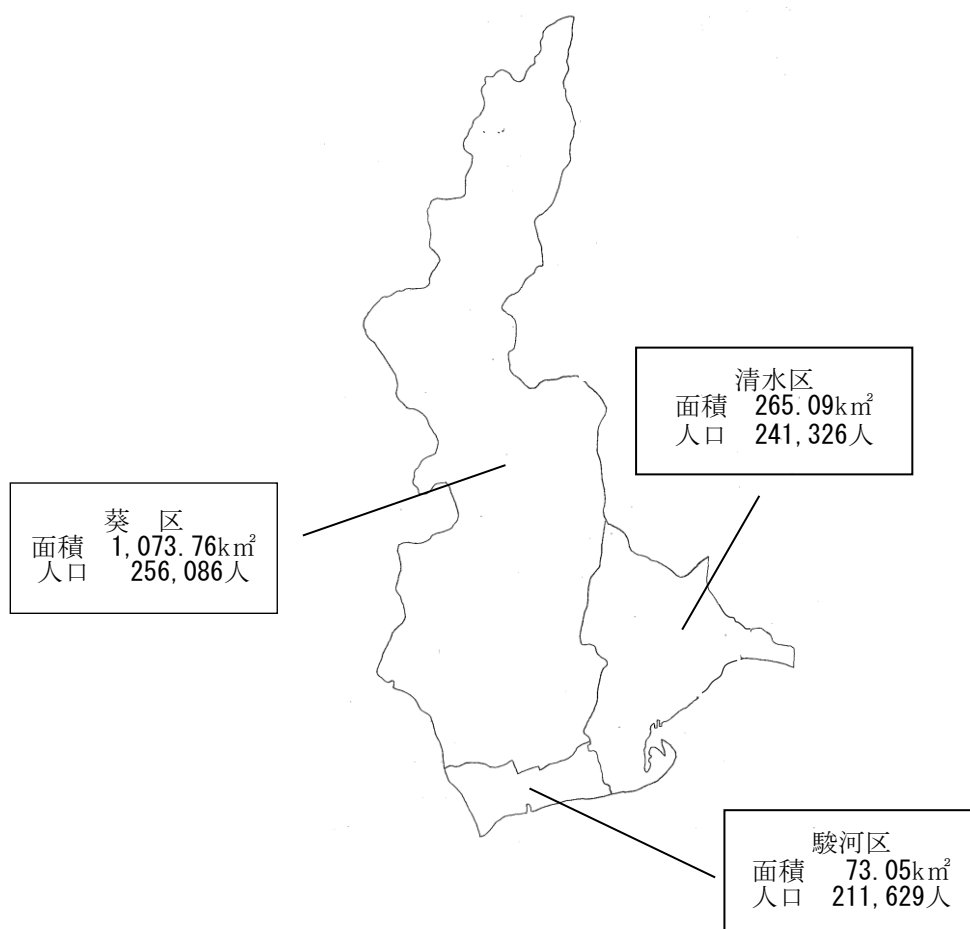 清水区
面積 265.09k㎡
人口 241,326人
葵 区
面積 1,073.76k㎡
人口 256,086人
駿河区
面積 73.05k㎡
人口 211,629人